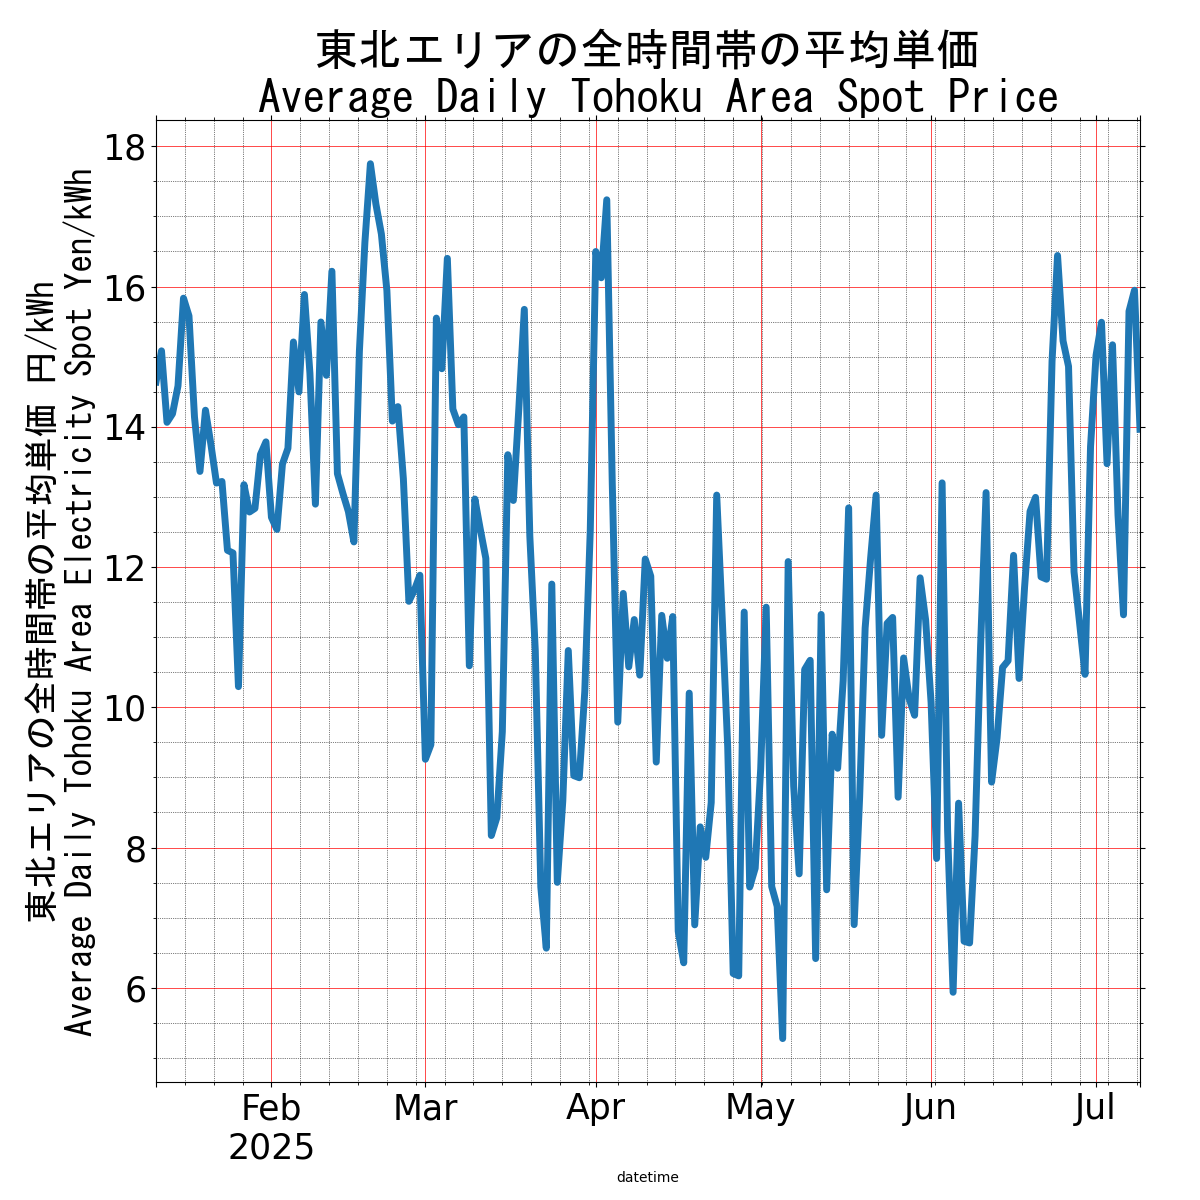 東北エリアの全時間帯の平均単価
Average Daily Tohoku Area Spot Price
東北エリアの全時間帯の平均単価 円/kWh
Average Daily Tohoku Area Electricity Spot Yen/kWh
18
16
14
12
10
8
6
Feb
2025
Mar
Apr
May
Jun
Jul
datetime